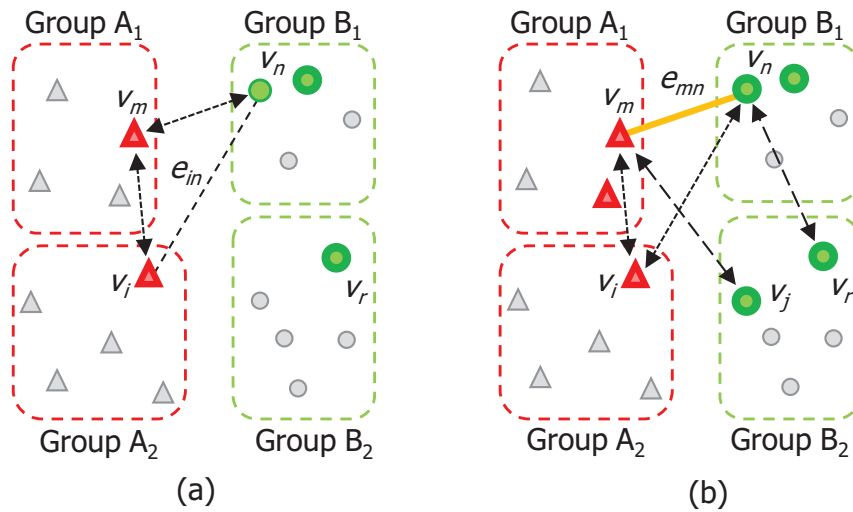 Group A₁ Group B₁
vₙ
vₘ
eᵢₙ
vᵢ
vᵣ
Group A₂ Group B₂
(a)
Group A₁ Group B₁
vₙ
eₘₙ
vₘ
vᵢ
vⱼ
vᵣ
Group A₂ Group B₂
(b)